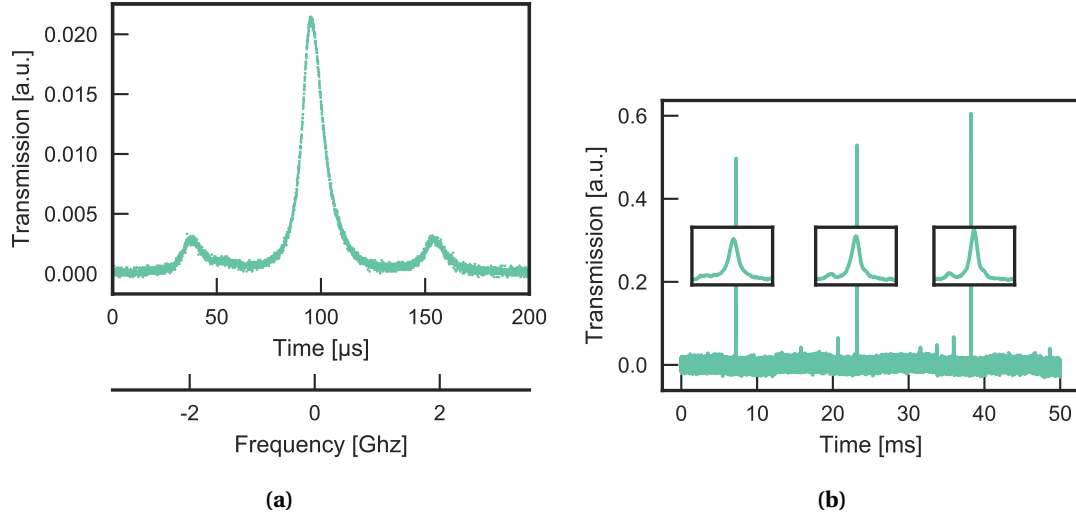 Transmission [a.u.]
0.020
0.015
0.010
0.005
0.000
0 50 100 150 200
Time [µs]
-2 0 2
Frequency [Ghz]
(a)
Transmission [a.u.]
0.6
0.4
0.2
0.0
0 10 20 30 40 50
Time [ms]
(b)